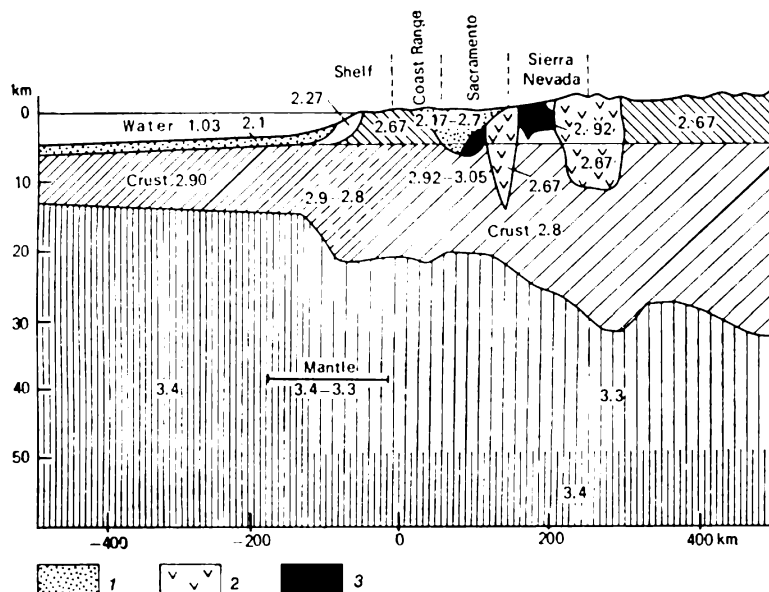 km
Shelf
Coast Range
Sacramento
Sierra
Nevada
0
10
20
30
40
50
Water 1.03
2.1
2.27
2.67
2.17–2.7
2.92
2.67
2.67
2.67
2.92–3.05
Crust 2.90
2.9–2.8
Crust 2.8
Mantle
3.4–3.3
3.4
3.3
3.4
−400
−200
0
200
400 km
1
2
3